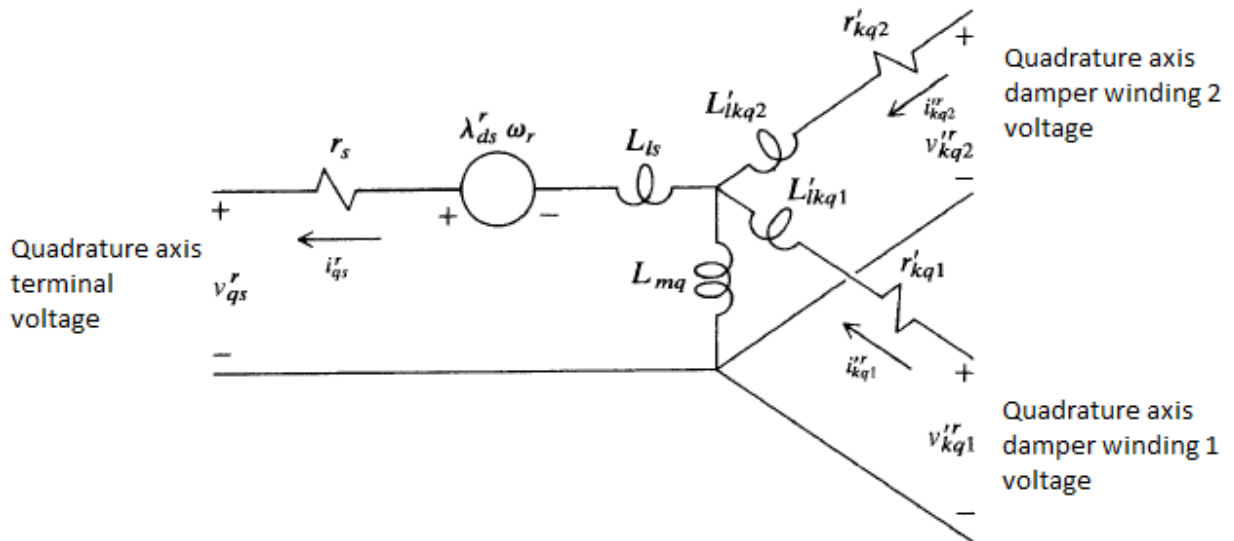 r'kq2
+
Quadrature axis
damper winding 2
voltage
i'rkq2
L'lkq2
v'rkq2
−
λrds ωr
rs
Lls
L'lkq1
+
+
−
Quadrature axis
terminal
voltage
irqs
vrqs
Lmq
r'kq1
−
i'rkq1
+
Quadrature axis
damper winding 1
voltage
v'rkq1
−